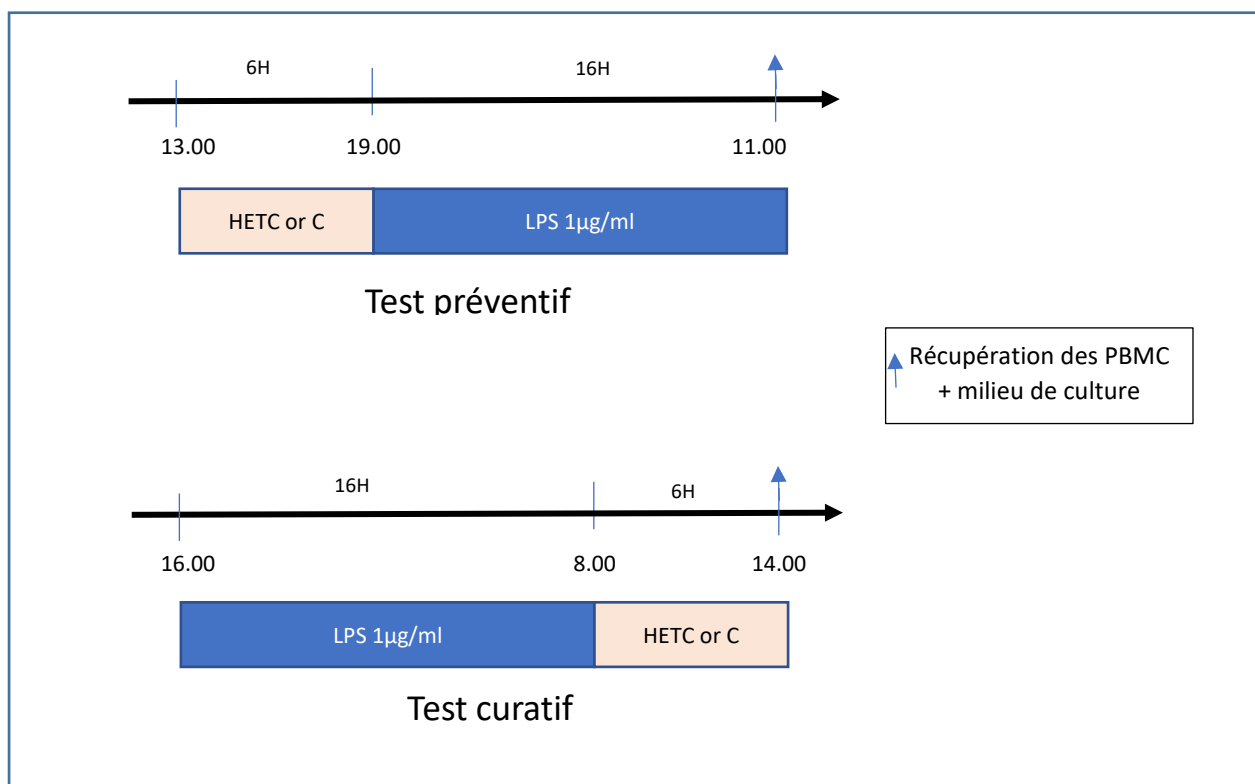 6H
16H
13.00
19.00
11.00
HETC or C
LPS 1µg/ml
Test préventif
Récupération des PBMC
+ milieu de culture
16H
6H
16.00
8.00
14.00
LPS 1µg/ml
HETC or C
Test curatif